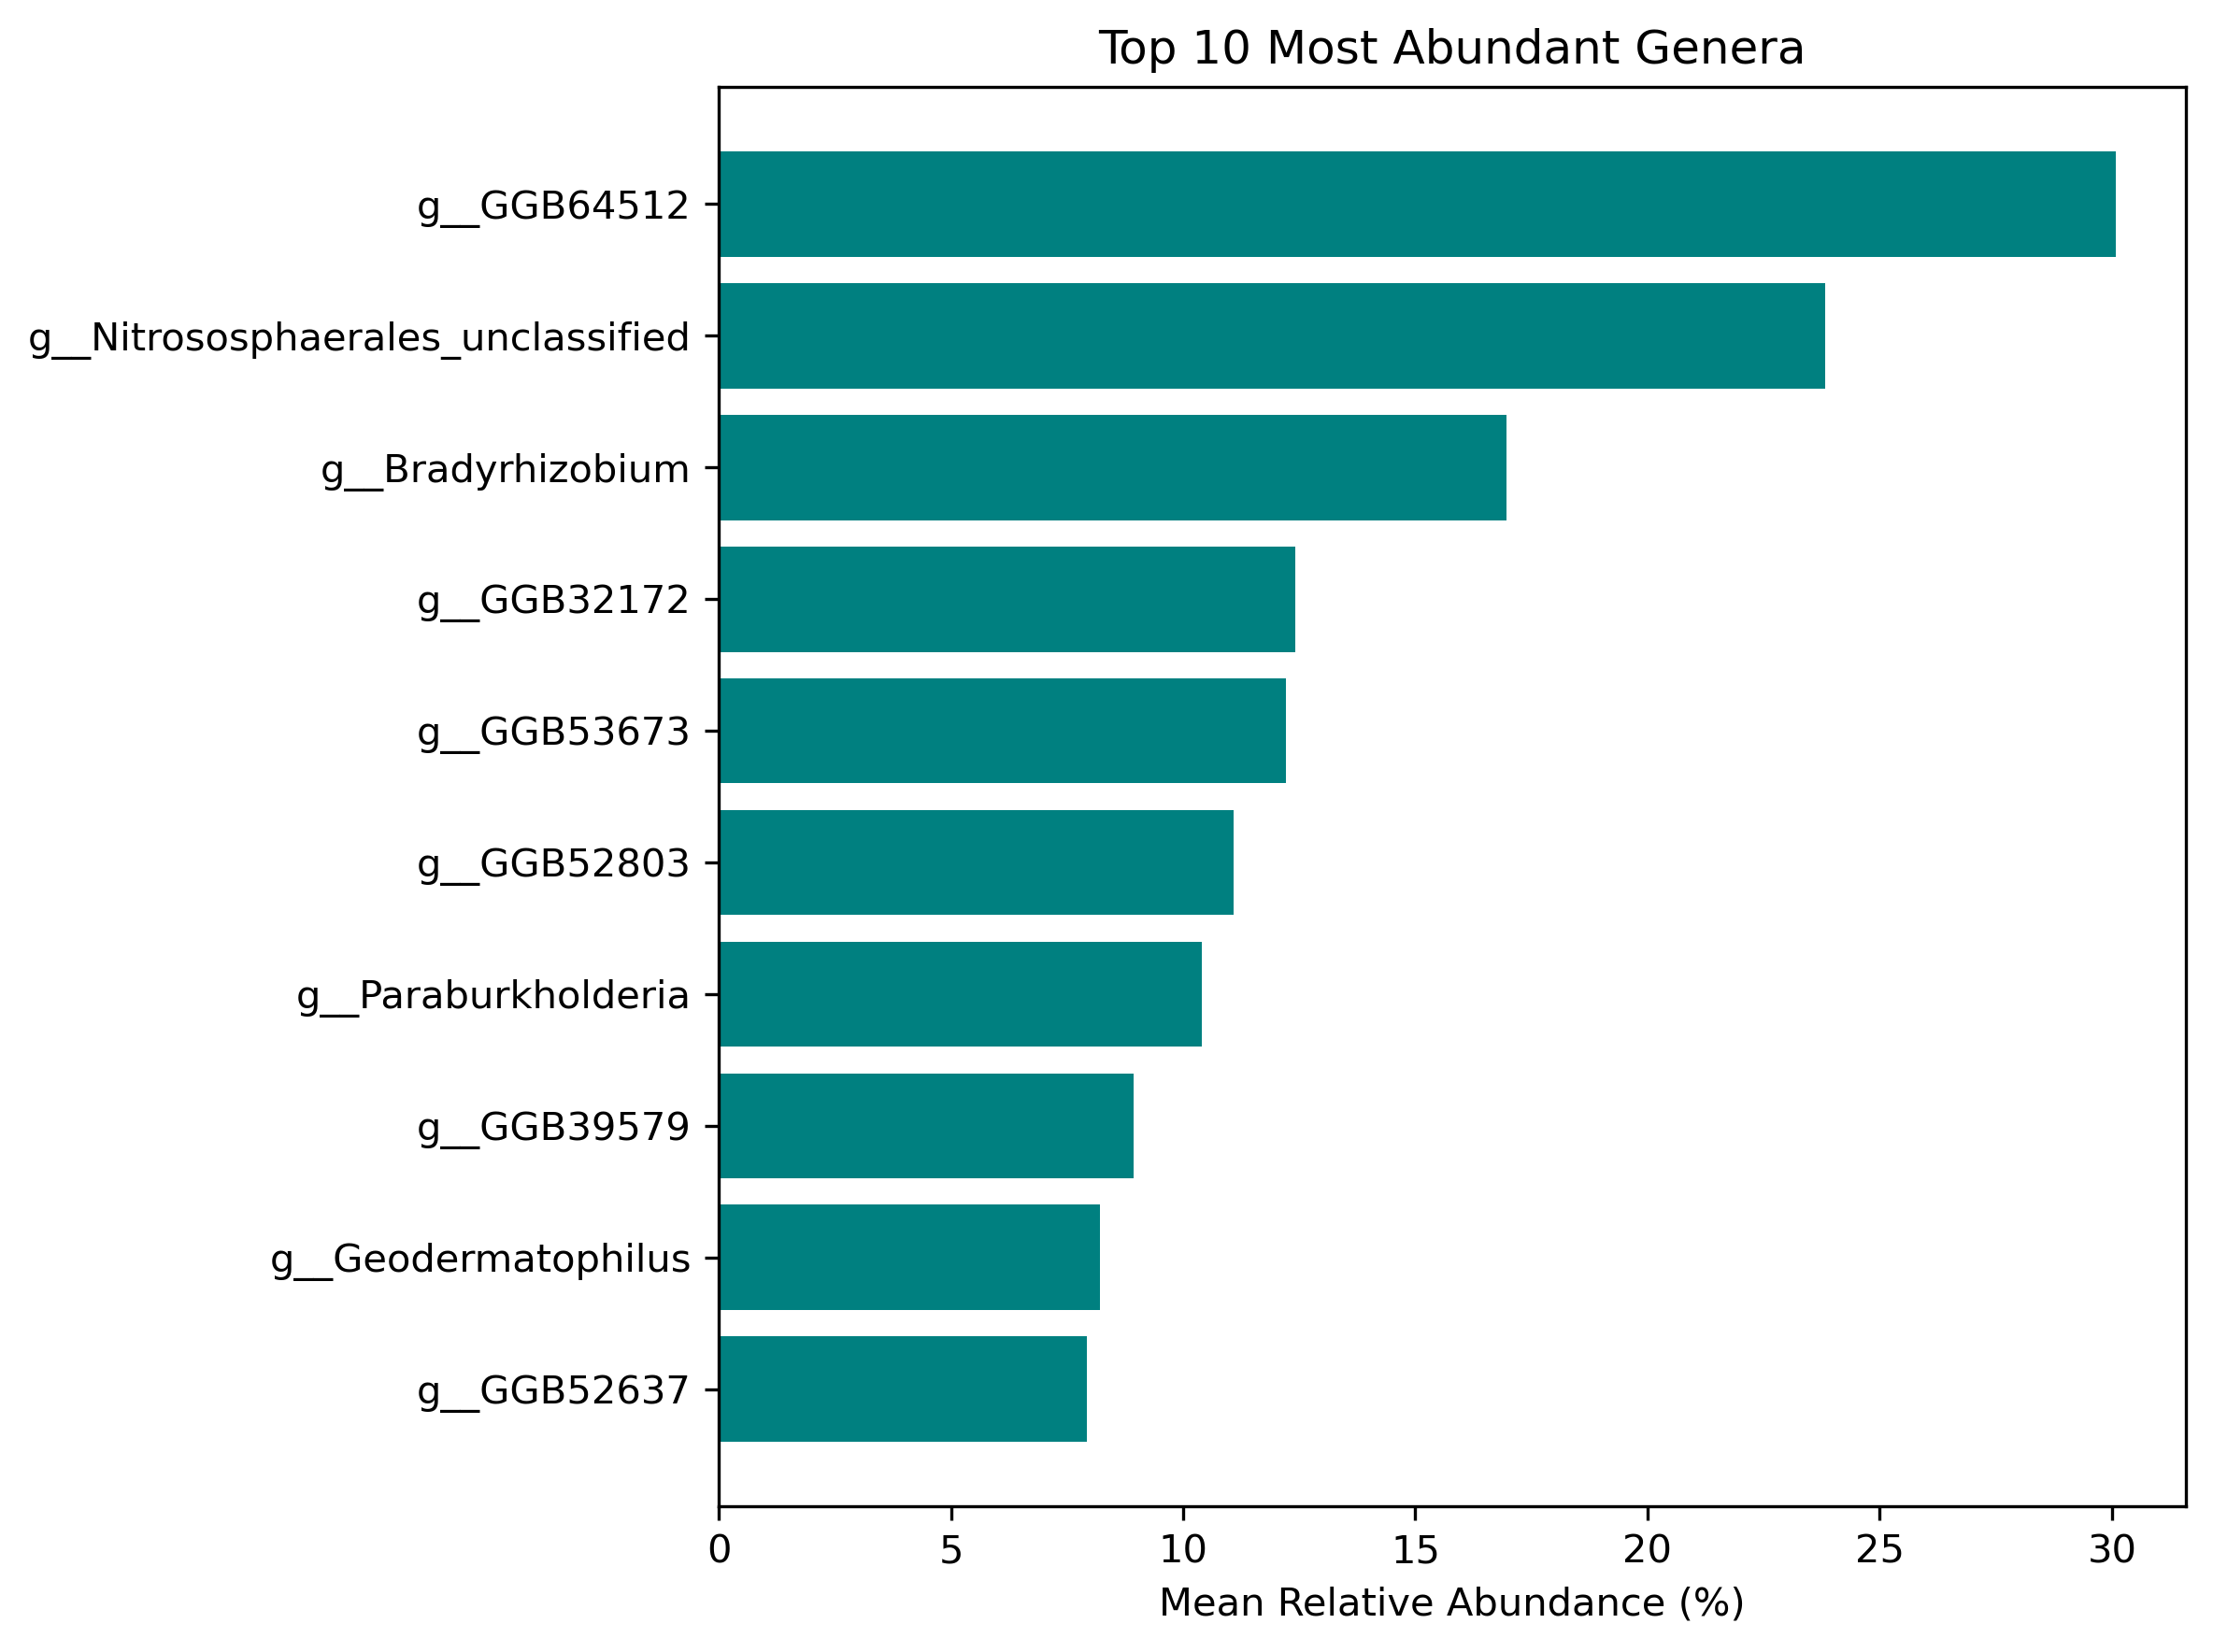 Top 10 Most Abundant Genera
g__GGB64512
g__Nitrososphaerales_unclassified
g__Bradyrhizobium
g__GGB32172
g__GGB53673
g__GGB52803
g__Paraburkholderia
g__GGB39579
g__Geodermatophilus
g__GGB52637
0 5 10 15 20 25 30
Mean Relative Abundance (%)